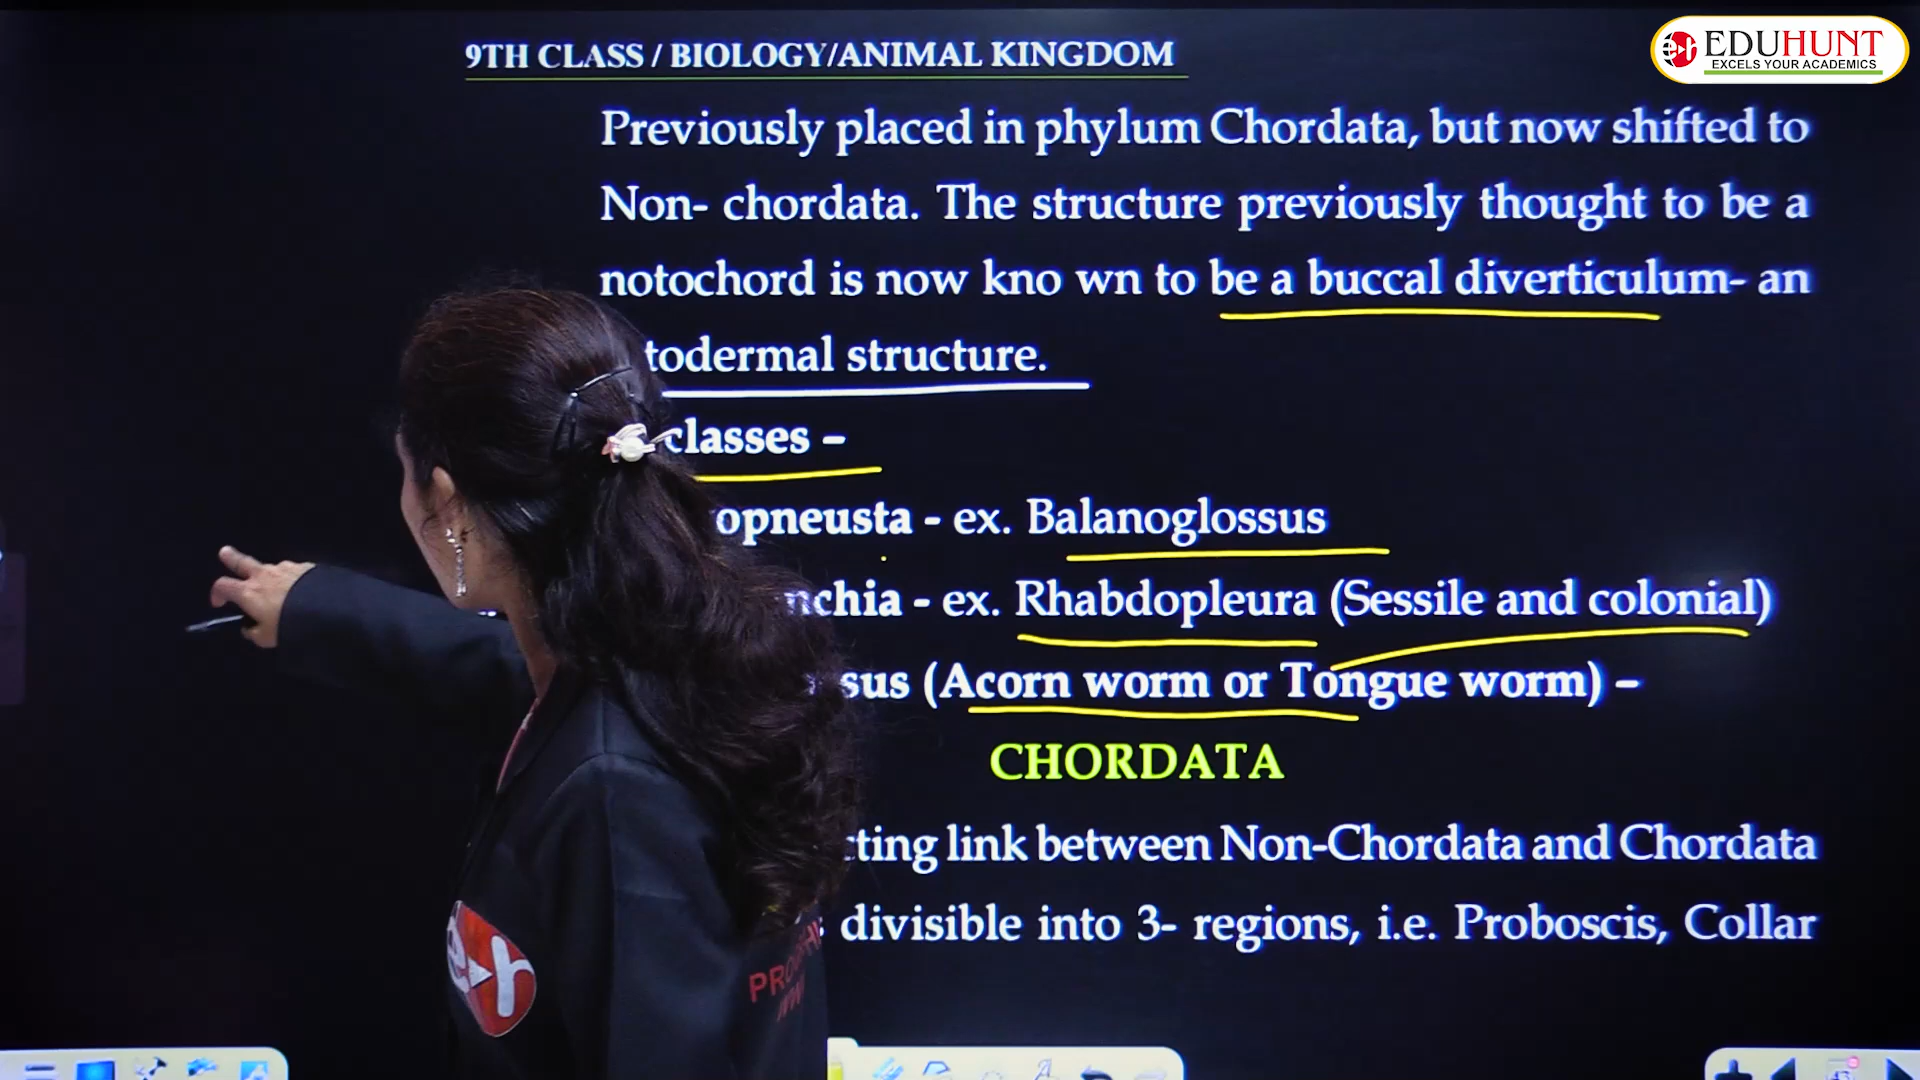 9TH CLASS / BIOLOGY/ANIMAL KINGDOM
EDUHUNT
EXCELS YOUR ACADEMICS
Previously placed in phylum Chordata, but now shifted to
Non- chordata. The structure previously thought to be a
notochord is now kno wn to be a buccal diverticulum- an
todermal structure.
classes –
opneusta - ex. Balanoglossus
nchia - ex. Rhabdopleura (Sessile and colonial)
sus (Acorn worm or Tongue worm) –
CHORDATA
cting link between Non-Chordata and Chordata
divisible into 3- regions, i.e. Proboscis, Collar